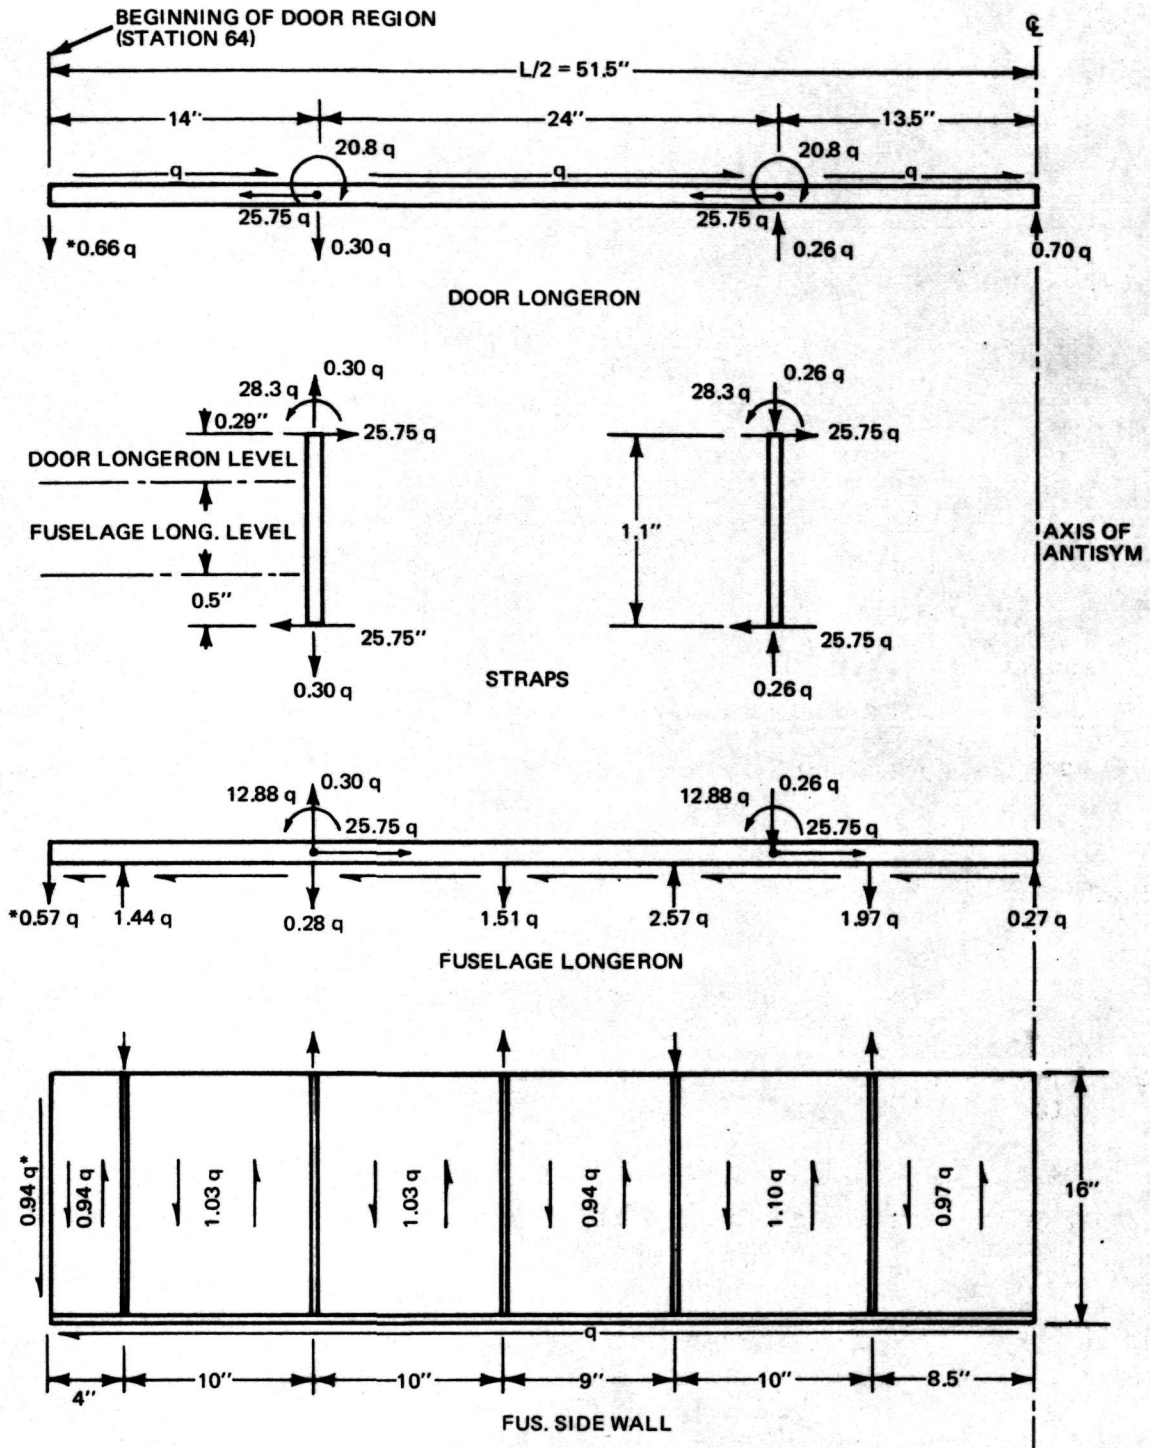 BEGINNING OF DOOR REGION
(STATION 64)
℄
L/2 = 51.5"
14" 24" 13.5"
20.8 q 20.8 q
q q q
25.75 q 25.75 q
*0.66 q 0.30 q 0.26 q 0.70 q
DOOR LONGERON
0.30 q 0.26 q
28.3 q 28.3 q
0.29" 25.75 q 25.75 q
DOOR LONGERON LEVEL
FUSELAGE LONG. LEVEL 1.1" AXIS OF
ANTISYM
0.5"
25.75" 25.75 q
0.30 q 0.26 q
STRAPS
12.88 q 0.30 q 12.88 q 0.26 q
25.75 q 25.75 q
*0.57 q 1.44 q 0.28 q 1.51 q 2.57 q 1.97 q 0.27 q
FUSELAGE LONGERON
0.94 q* 0.94 q 1.03 q 1.03 q 0.94 q 1.10 q 0.97 q 16"
q
4" 10" 10" 9" 10" 8.5"
FUS. SIDE WALL